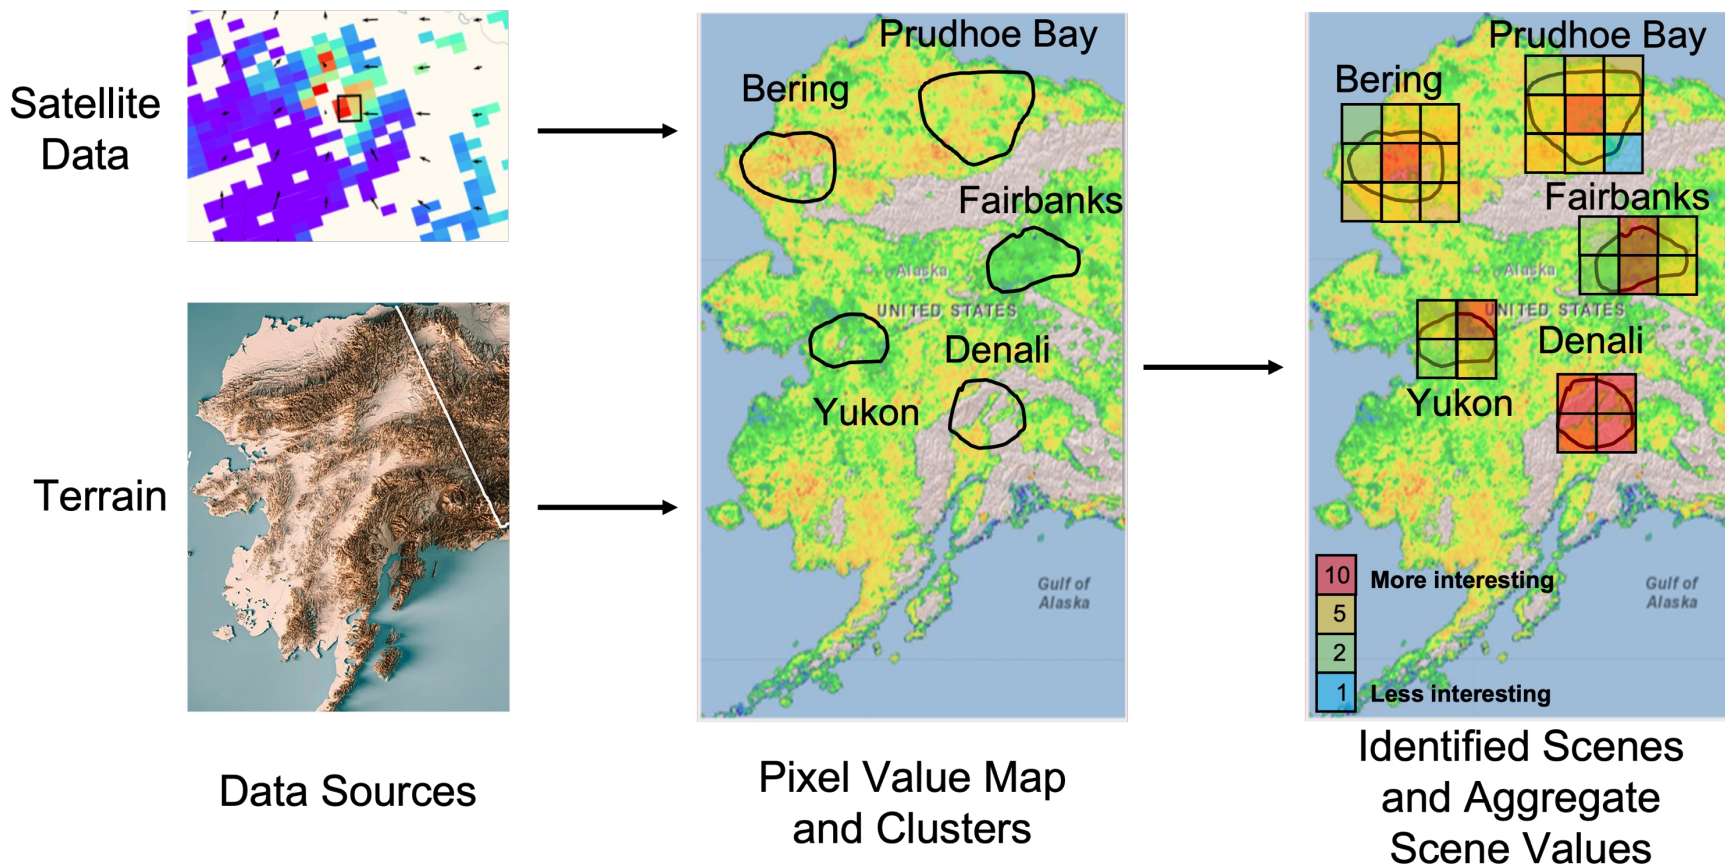 Satellite
Data
Terrain
Data Sources
Prudhoe Bay
Bering
Fairbanks
Alaska
UNITED STATES
Denali
Yukon
Gulf of
Alaska
Pixel Value Map
and Clusters
Prudhoe Bay
Bering
Fairbanks
Alaska
UNITED STATES
Denali
Yukon
10 More interesting
5
2
1 Less interesting
Gulf of
Alaska
Identified Scenes
and Aggregate
Scene Values